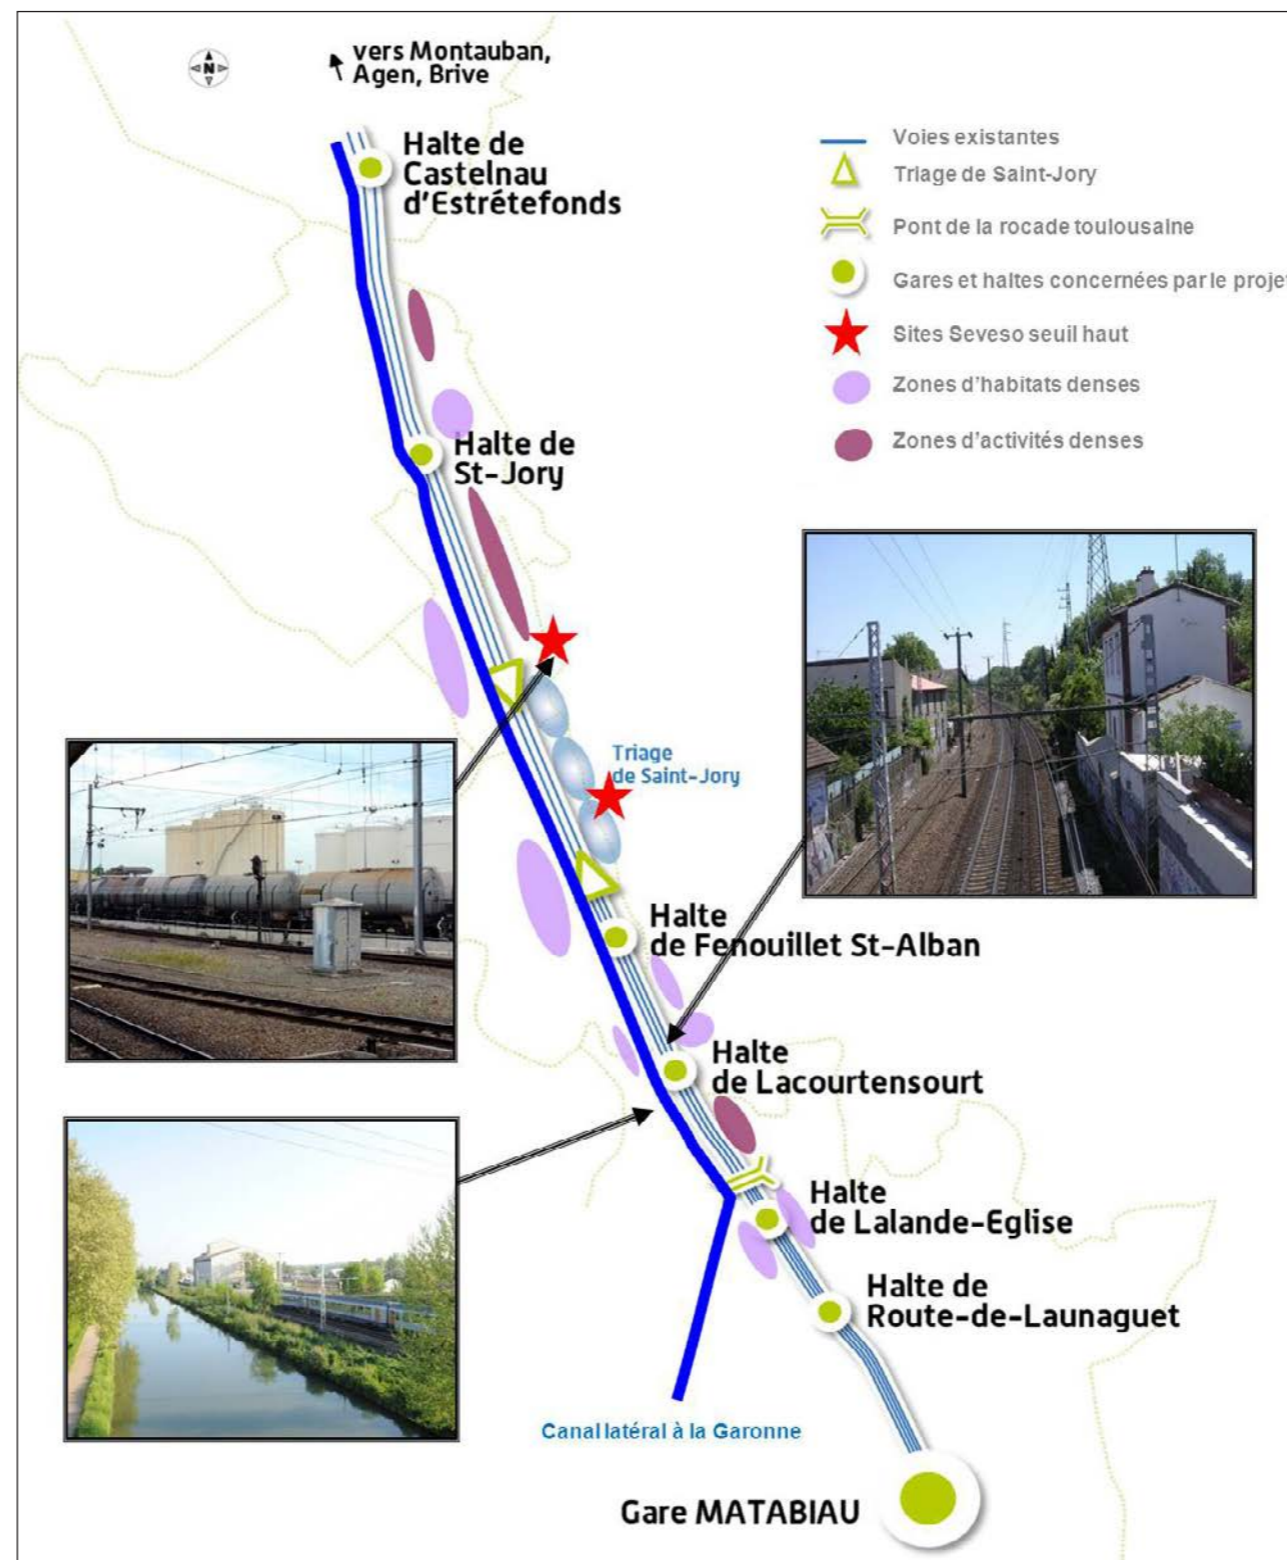 N
vers Montauban,
Agen, Brive
Halte de
Castelnau
d'Estrétefonds
Voies existantes
Triage de Saint-Jory
Pont de la rocade toulousaine
Gares et haltes concernées par le projet
Sites Seveso seuil haut
Zones d'habitats denses
Zones d'activités denses
Halte de
St-Jory
Triage
de Saint-Jory
Halte
de Fenouillet St-Alban
Halte
de Lacourtensourt
Halte
de Lalande-Eglise
Halte de
Route-de-Launaguet
Canal latéral à la Garonne
Gare MATABIAU